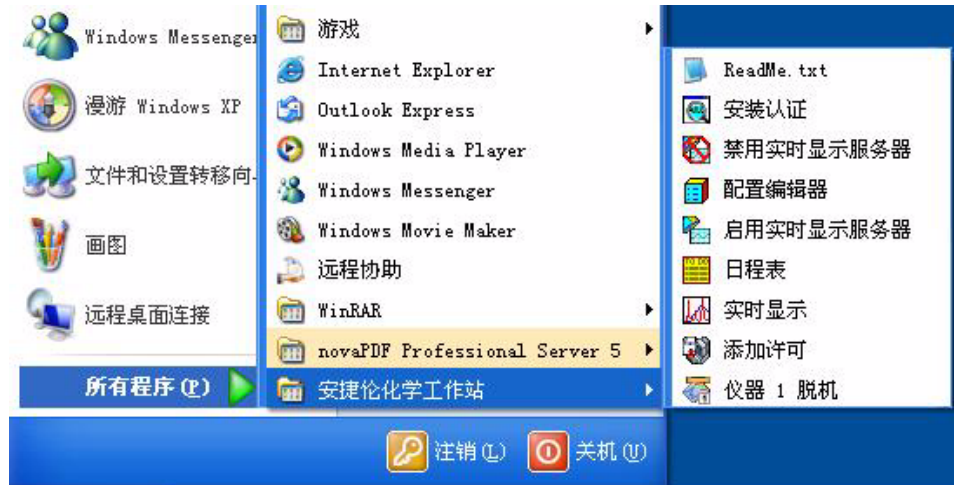 Windows Messenger
漫游 Windows XP
文件和设置转移向
画图
远程桌面连接
所有程序(P)
游戏
Internet Explorer
Outlook Express
Windows Media Player
Windows Messenger
Windows Movie Maker
远程协助
WinRAR
novaPDF Professional Server 5
安捷伦化学工作站
ReadMe.txt
安装认证
禁用实时显示服务器
配置编辑器
启用实时显示服务器
日程表
实时显示
添加许可
仪器 1 脱机
注销(L)
关机(U)